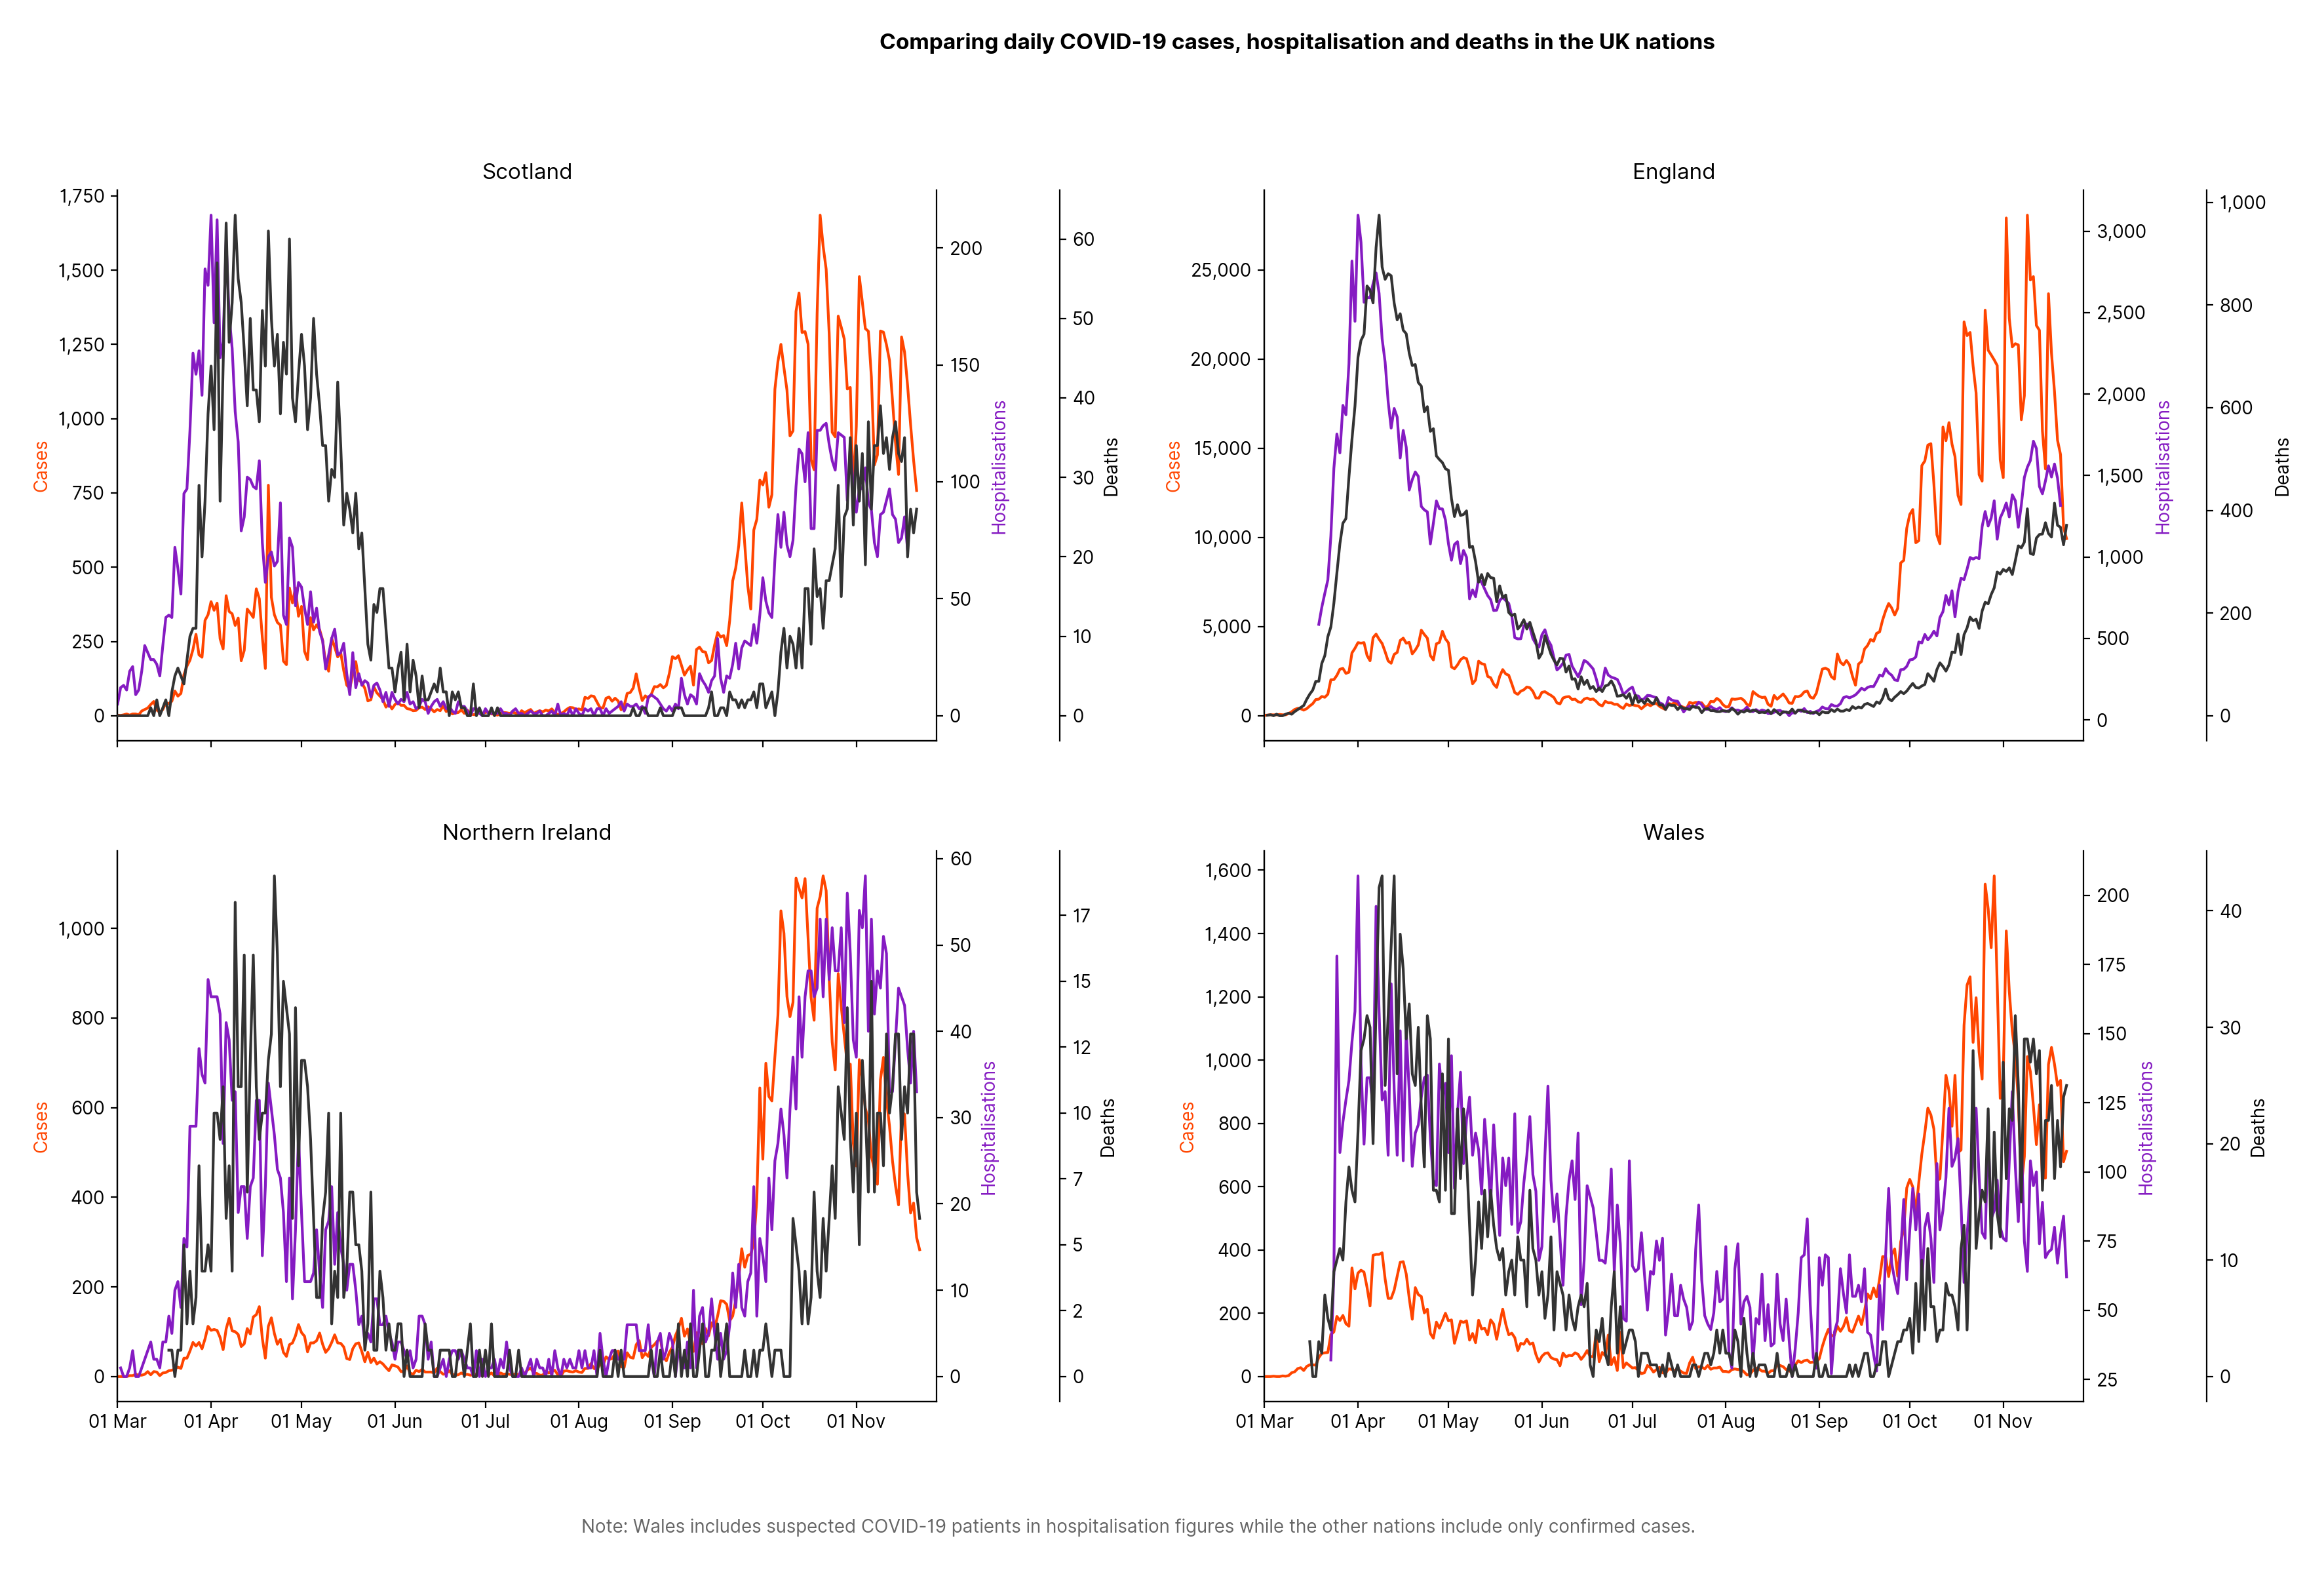 Comparing daily COVID-19 cases, hospitalisation and deaths in the UK nations
Scotland
1,750
1,500
1,250
1,000
750
500
250
0
Cases
200
150
100
50
0
Hospitalisations
60
50
40
30
20
10
0
Deaths
England
25,000
20,000
15,000
10,000
5,000
0
Cases
3,000
2,500
2,000
1,500
1,000
500
0
Hospitalisations
1,000
800
600
400
200
0
Deaths
Northern Ireland
1,000
800
600
400
200
0
Cases
60
50
40
30
20
10
0
Hospitalisations
17
15
12
10
7
5
2
0
Deaths
01 Mar
01 Apr
01 May
01 Jun
01 Jul
01 Aug
01 Sep
01 Oct
01 Nov
Wales
1,600
1,400
1,200
1,000
800
600
400
200
0
Cases
200
175
150
125
100
75
50
25
Hospitalisations
40
30
20
10
0
Deaths
01 Mar
01 Apr
01 May
01 Jun
01 Jul
01 Aug
01 Sep
01 Oct
01 Nov
Note: Wales includes suspected COVID-19 patients in hospitalisation figures while the other nations include only confirmed cases.